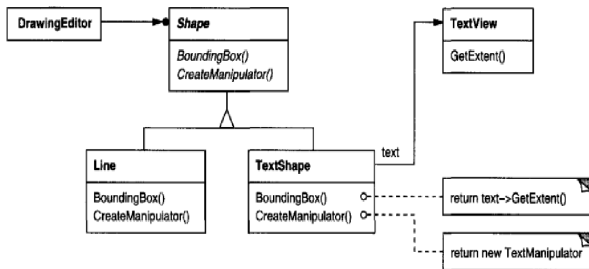 DrawingEditor
Shape
BoundingBox()
CreateManipulator()
TextView
GetExtent()
Line
BoundingBox()
CreateManipulator()
TextShape
BoundingBox()
CreateManipulator()
text
return text->GetExtent()
return new TextManipulator